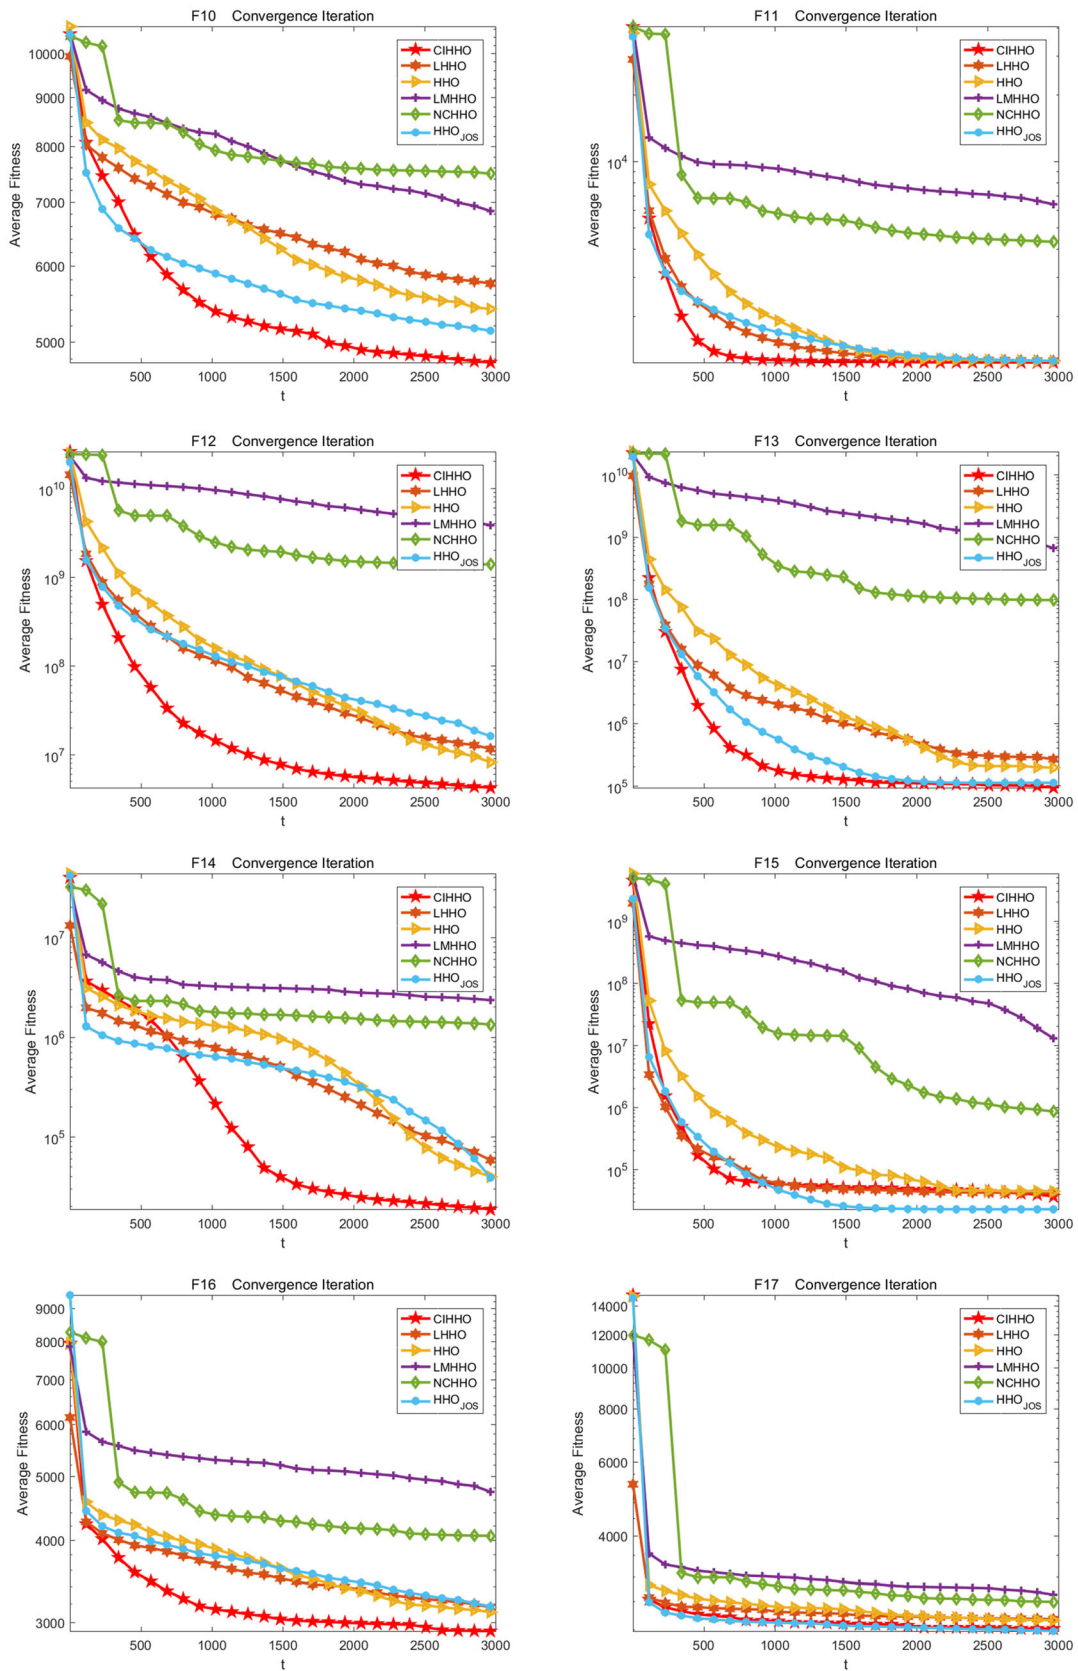 F10 Convergence Iteration
10000
9000
8000
7000
6000
5000
Average Fitness
500 1000 1500 2000 2500 3000
t
CIHHO
LHHO
HHO
LMHHO
NCHHO
HHO_JOS
F11 Convergence Iteration
10^4
Average Fitness
500 1000 1500 2000 2500 3000
t
CIHHO
LHHO
HHO
LMHHO
NCHHO
HHO_JOS
F12 Convergence Iteration
10^10
10^9
10^8
10^7
Average Fitness
500 1000 1500 2000 2500 3000
t
CIHHO
LHHO
HHO
LMHHO
NCHHO
HHO_JOS
F13 Convergence Iteration
10^10
10^9
10^8
10^7
10^6
10^5
Average Fitness
500 1000 1500 2000 2500 3000
t
CIHHO
LHHO
HHO
LMHHO
NCHHO
HHO_JOS
F14 Convergence Iteration
10^7
10^6
10^5
Average Fitness
500 1000 1500 2000 2500 3000
t
CIHHO
LHHO
HHO
LMHHO
NCHHO
HHO_JOS
F15 Convergence Iteration
10^9
10^8
10^7
10^6
10^5
Average Fitness
500 1000 1500 2000 2500 3000
t
CIHHO
LHHO
HHO
LMHHO
NCHHO
HHO_JOS
F16 Convergence Iteration
9000
8000
7000
6000
5000
4000
3000
Average Fitness
500 1000 1500 2000 2500 3000
t
CIHHO
LHHO
HHO
LMHHO
NCHHO
HHO_JOS
F17 Convergence Iteration
14000
12000
10000
8000
6000
4000
Average Fitness
500 1000 1500 2000 2500 3000
t
CIHHO
LHHO
HHO
LMHHO
NCHHO
HHO_JOS